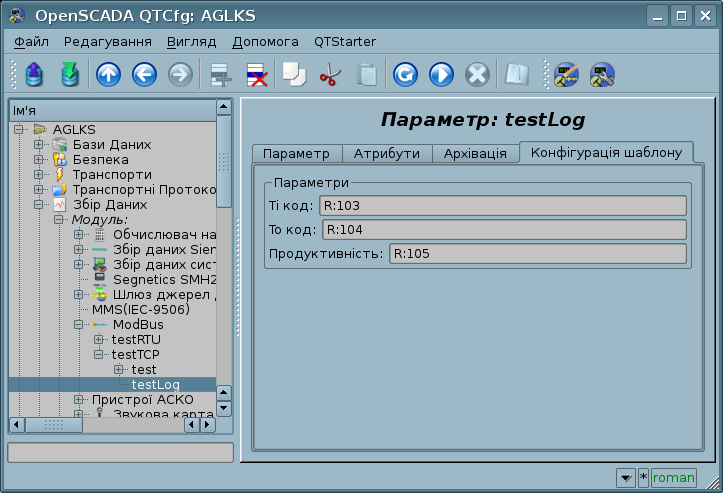 OpenSCADA QTCfg: AGLKS
Файл Редагування Вигляд Допомога QTStarter
Ім'я
AGLKS
Бази Даних
Безпека
Транспорти
Транспортні Протоко
Збір Даних
Модуль:
Обчислювач на
Збір даних Sien
Збір даних сист
Segnetics SMH2
Шлюз джерел д
MMS(IEC-9506)
ModBus
testRTU
testTCP
test
testLog
Пристрої АСКО
Звукова карта
Параметр: testLog
Параметр Атрибути Архівація Конфігурація шаблону
Параметри
Ti код: R:103
To код: R:104
Продуктивність: R:105
* roman